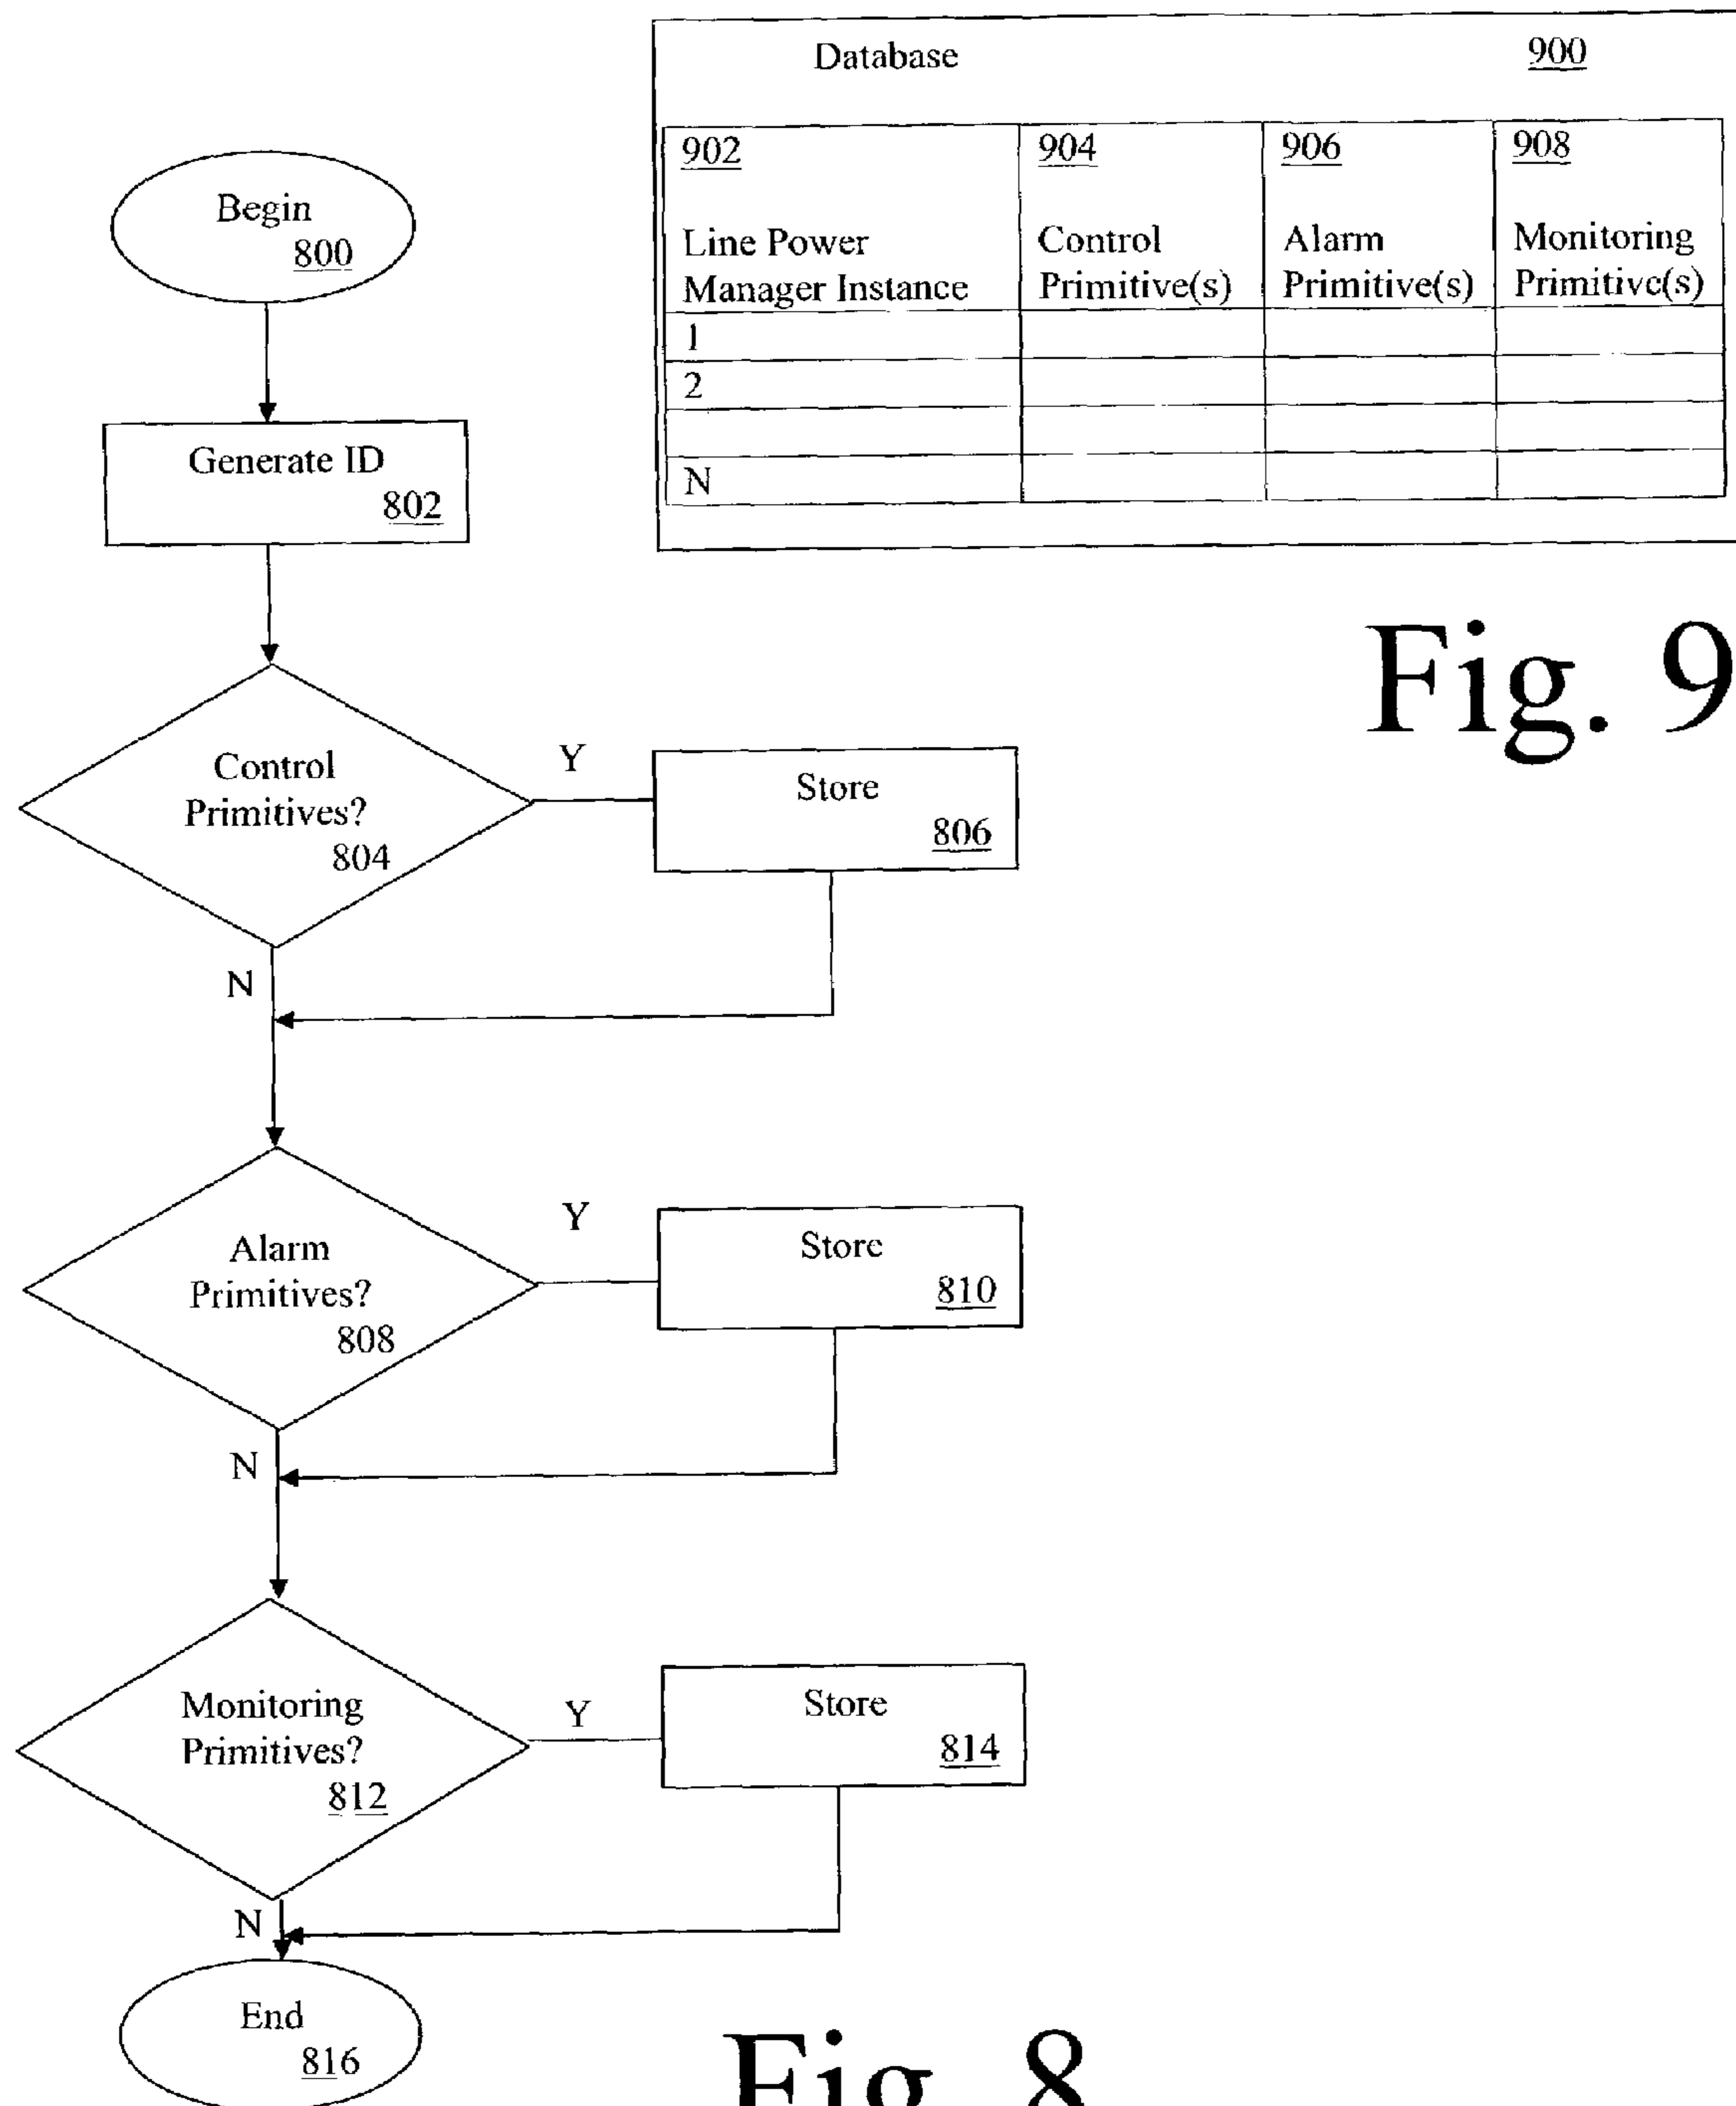 Database 900
902 904 906 908
Line Power Control Alarm Monitoring
Manager Instance Primitive(s) Primitive(s) Primitive(s)
1
2
N
Fig. 9
Begin
800
Generate ID
802
Control
Primitives?
804
Y
Store
806
N
Alarm
Primitives?
808
Y
Store
810
N
Monitoring
Primitives?
812
Y
Store
814
N
End
816
Fig. 8